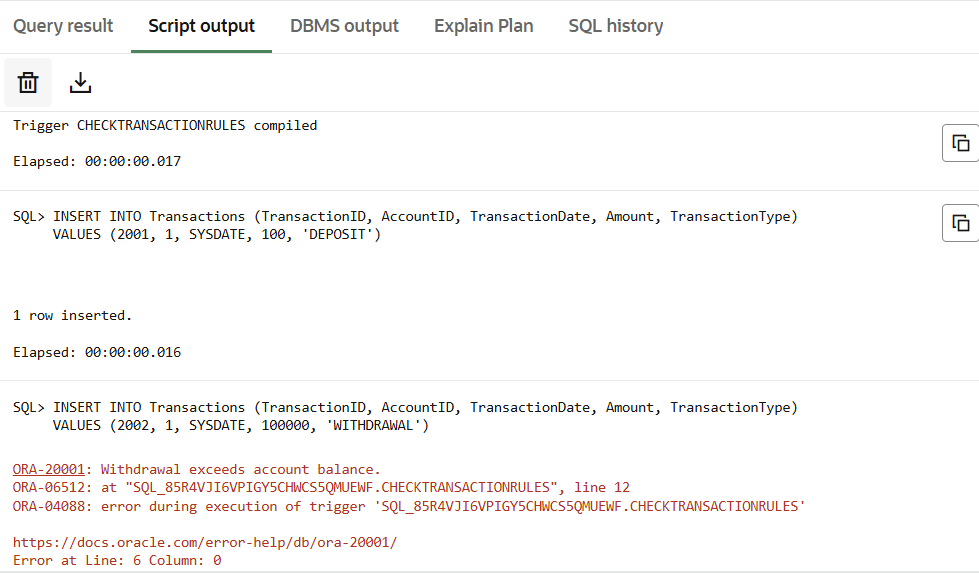 Query result Script output DBMS output Explain Plan SQL history
Trigger CHECKTRANSACTIONRULES compiled
Elapsed: 00:00:00.017
SQL> INSERT INTO Transactions (TransactionID, AccountID, TransactionDate, Amount, TransactionType)
VALUES (2001, 1, SYSDATE, 100, 'DEPOSIT')
1 row inserted.
Elapsed: 00:00:00.016
SQL> INSERT INTO Transactions (TransactionID, AccountID, TransactionDate, Amount, TransactionType)
VALUES (2002, 1, SYSDATE, 100000, 'WITHDRAWAL')
ORA-20001: Withdrawal exceeds account balance.
ORA-06512: at "SQL_85R4VJI6VPIGY5CHWCS5QMUEWF.CHECKTRANSACTIONRULES", line 12
ORA-04088: error during execution of trigger 'SQL_85R4VJI6VPIGY5CHWCS5QMUEWF.CHECKTRANSACTIONRULES'
https://docs.oracle.com/error-help/db/ora-20001/
Error at Line: 6 Column: 0